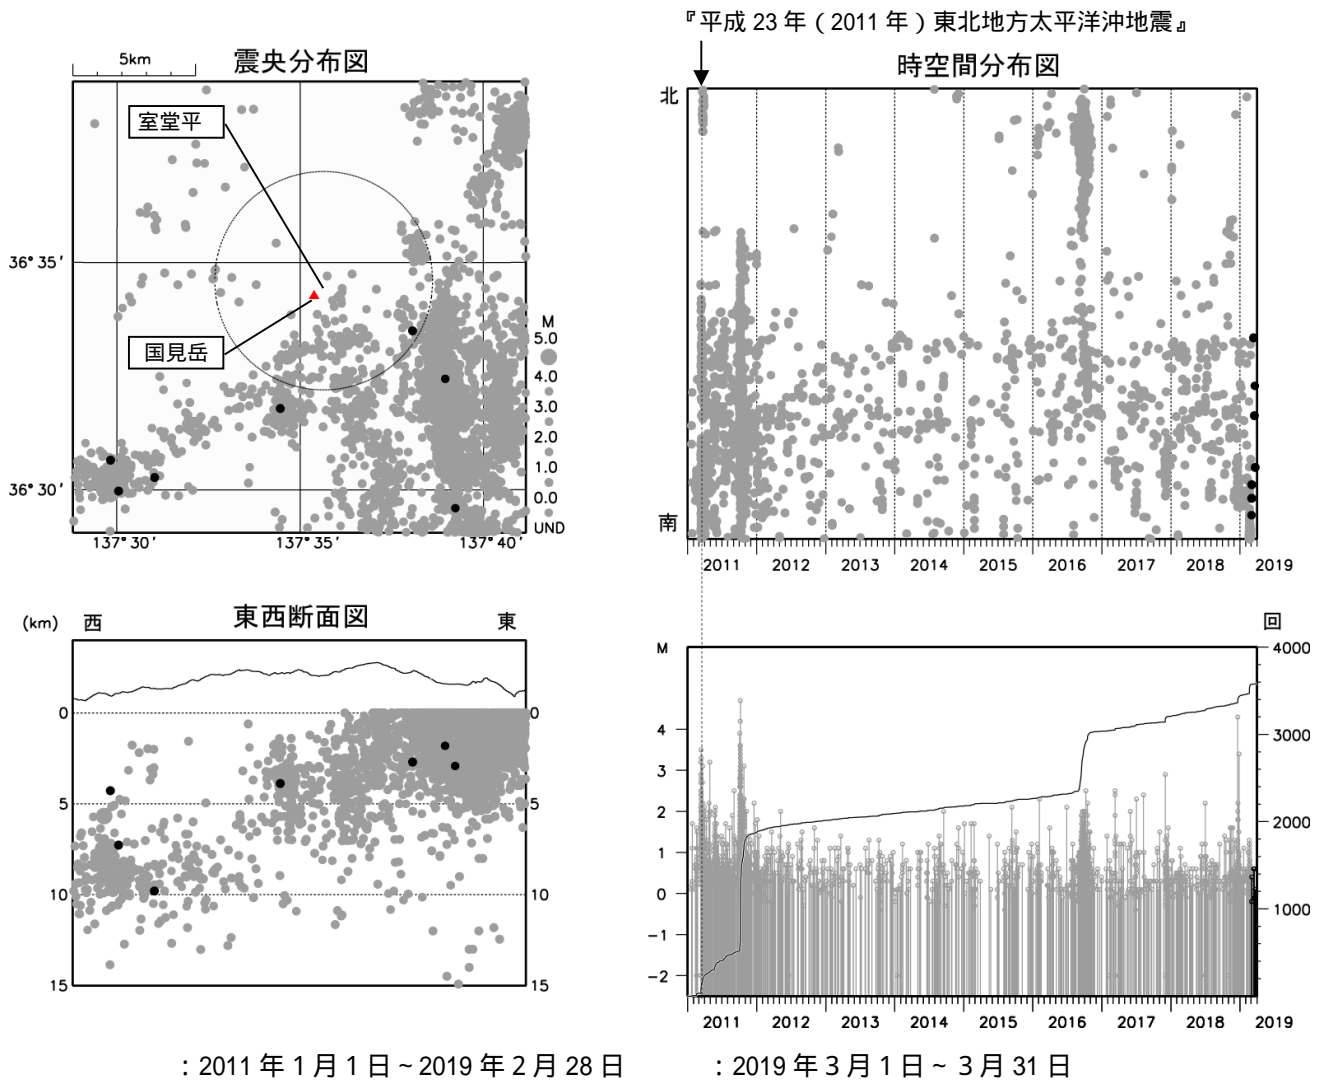 『平成 23 年（2011 年）東北地方太平洋沖地震』
5km
震央分布図
室堂平
国見岳
36° 35′
36° 30′
137° 30′
137° 35′
137° 40′
M
5.0
4.0
3.0
2.0
1.0
0.0
UND
時空間分布図
北
南
2011 2012 2013 2014 2015 2016 2017 2018 2019
東西断面図
(km) 西 東
0 0
5 5
10 10
15 15
M 回
4000
4
3000
3
2
2000
1
0
1000
-1
-2
2011 2012 2013 2014 2015 2016 2017 2018 2019
：2011 年 1 月 1 日～2019 年 2 月 28 日 ：2019 年 3 月 1 日～ 3 月 31 日